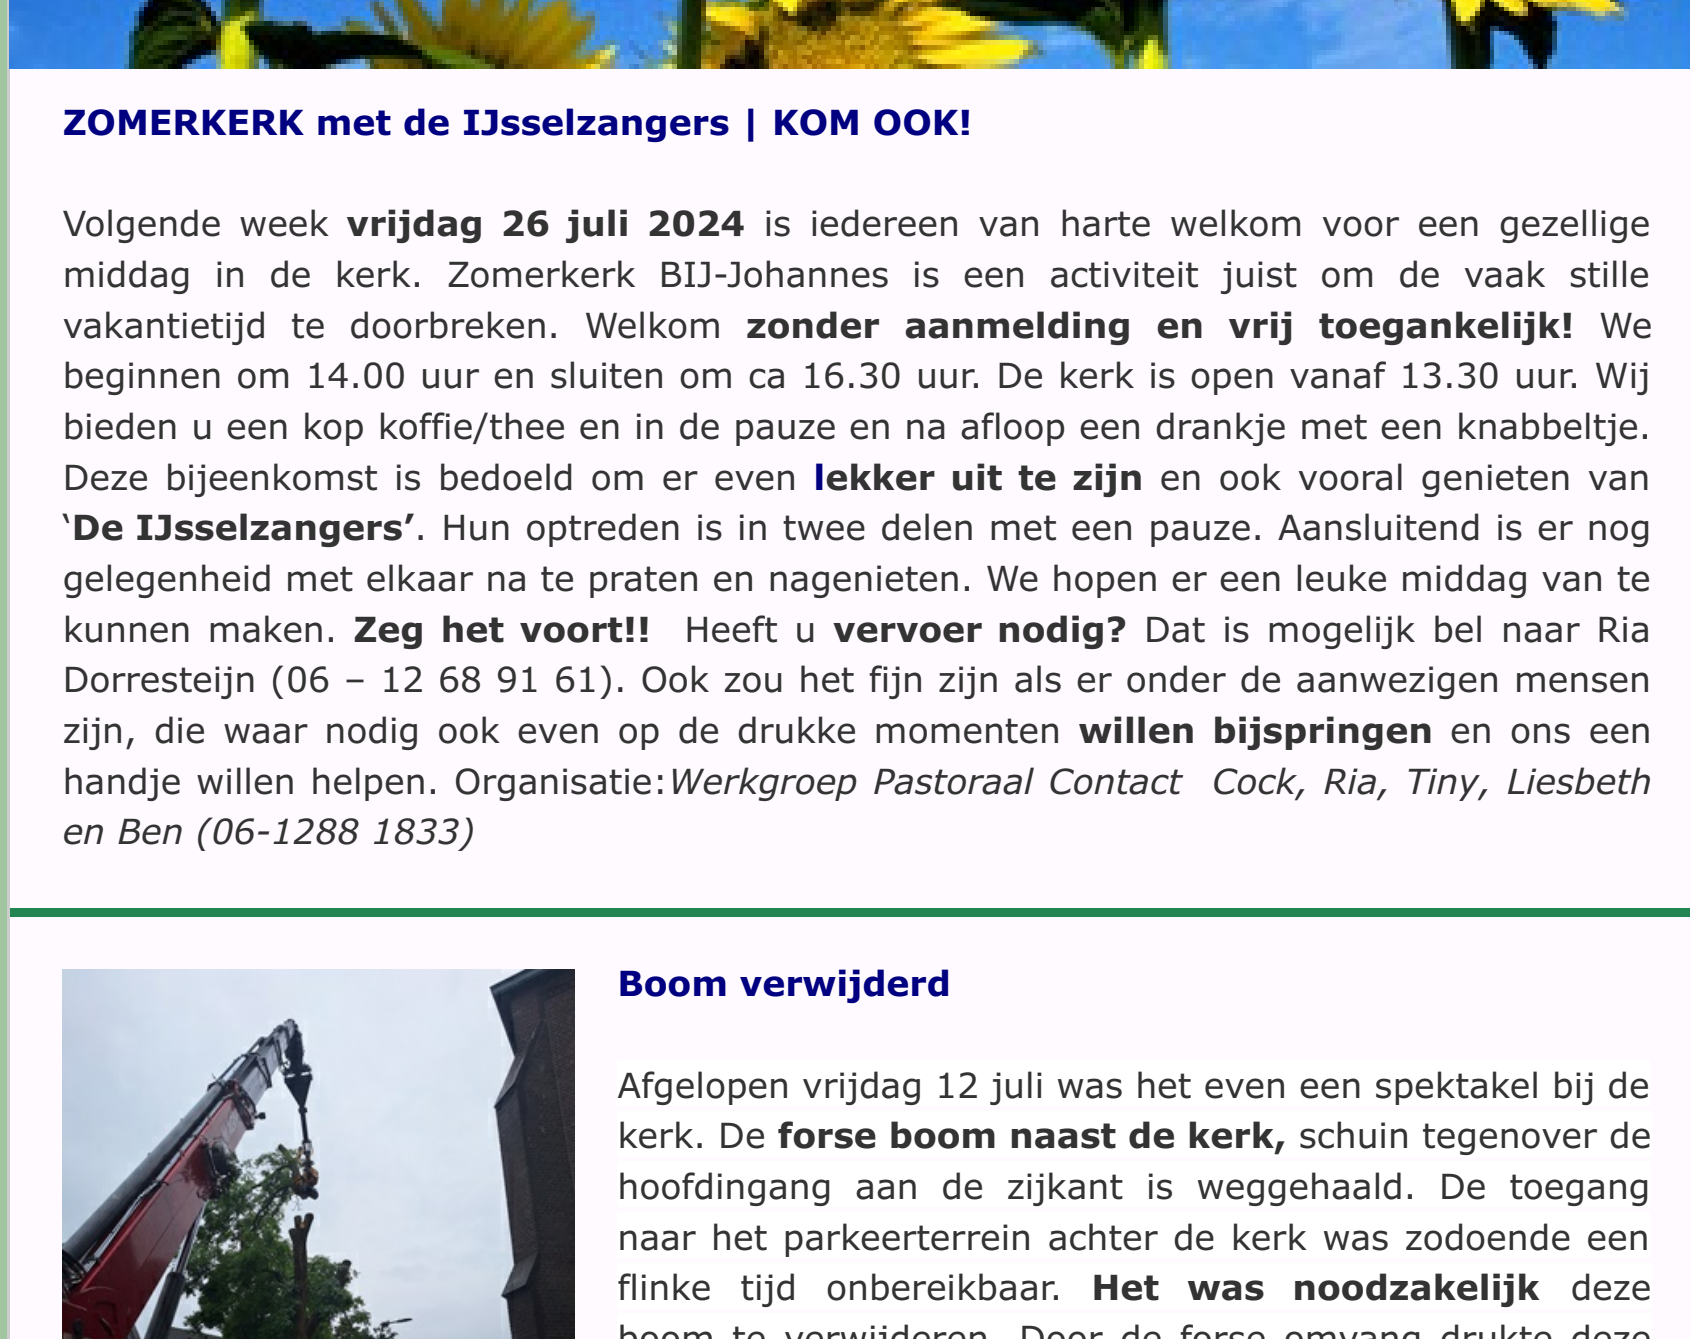 ZOMERKERK met de IJsselzangers | KOM OOK!
Volgende week vrijdag 26 juli 2024 is iedereen van harte welkom voor een gezellige
middag in de kerk. Zomerkerk BIJ-Johannes is een activiteit juist om de vaak stille
vakantietijd te doorbreken. Welkom zonder aanmelding en vrij toegankelijk! We
beginnen om 14.00 uur en sluiten om ca 16.30 uur. De kerk is open vanaf 13.30 uur. Wij
bieden u een kop koffie/thee en in de pauze en na afloop een drankje met een knabbeltje.
Deze bijeenkomst is bedoeld om er even lekker uit te zijn en ook vooral genieten van
‘De IJsselzangers’. Hun optreden is in twee delen met een pauze. Aansluitend is er nog
gelegenheid met elkaar na te praten en nagenieten. We hopen er een leuke middag van te
kunnen maken. Zeg het voort!!  Heeft u vervoer nodig? Dat is mogelijk bel naar Ria
Dorresteijn (06 – 12 68 91 61). Ook zou het fijn zijn als er onder de aanwezigen mensen
zijn, die waar nodig ook even op de drukke momenten willen bijspringen en ons een
handje willen helpen. Organisatie:Werkgroep Pastoraal Contact  Cock, Ria, Tiny, Liesbeth
en Ben (06-1288 1833)
Boom verwijderd
Afgelopen vrijdag 12 juli was het even een spektakel bij de
kerk. De forse boom naast de kerk, schuin tegenover de
hoofdingang aan de zijkant is weggehaald. De toegang
naar het parkeerterrein achter de kerk was zodoende een
flinke tijd onbereikbaar. Het was noodzakelijk deze
boom te verwijderen. Door de forse omvang drukte deze